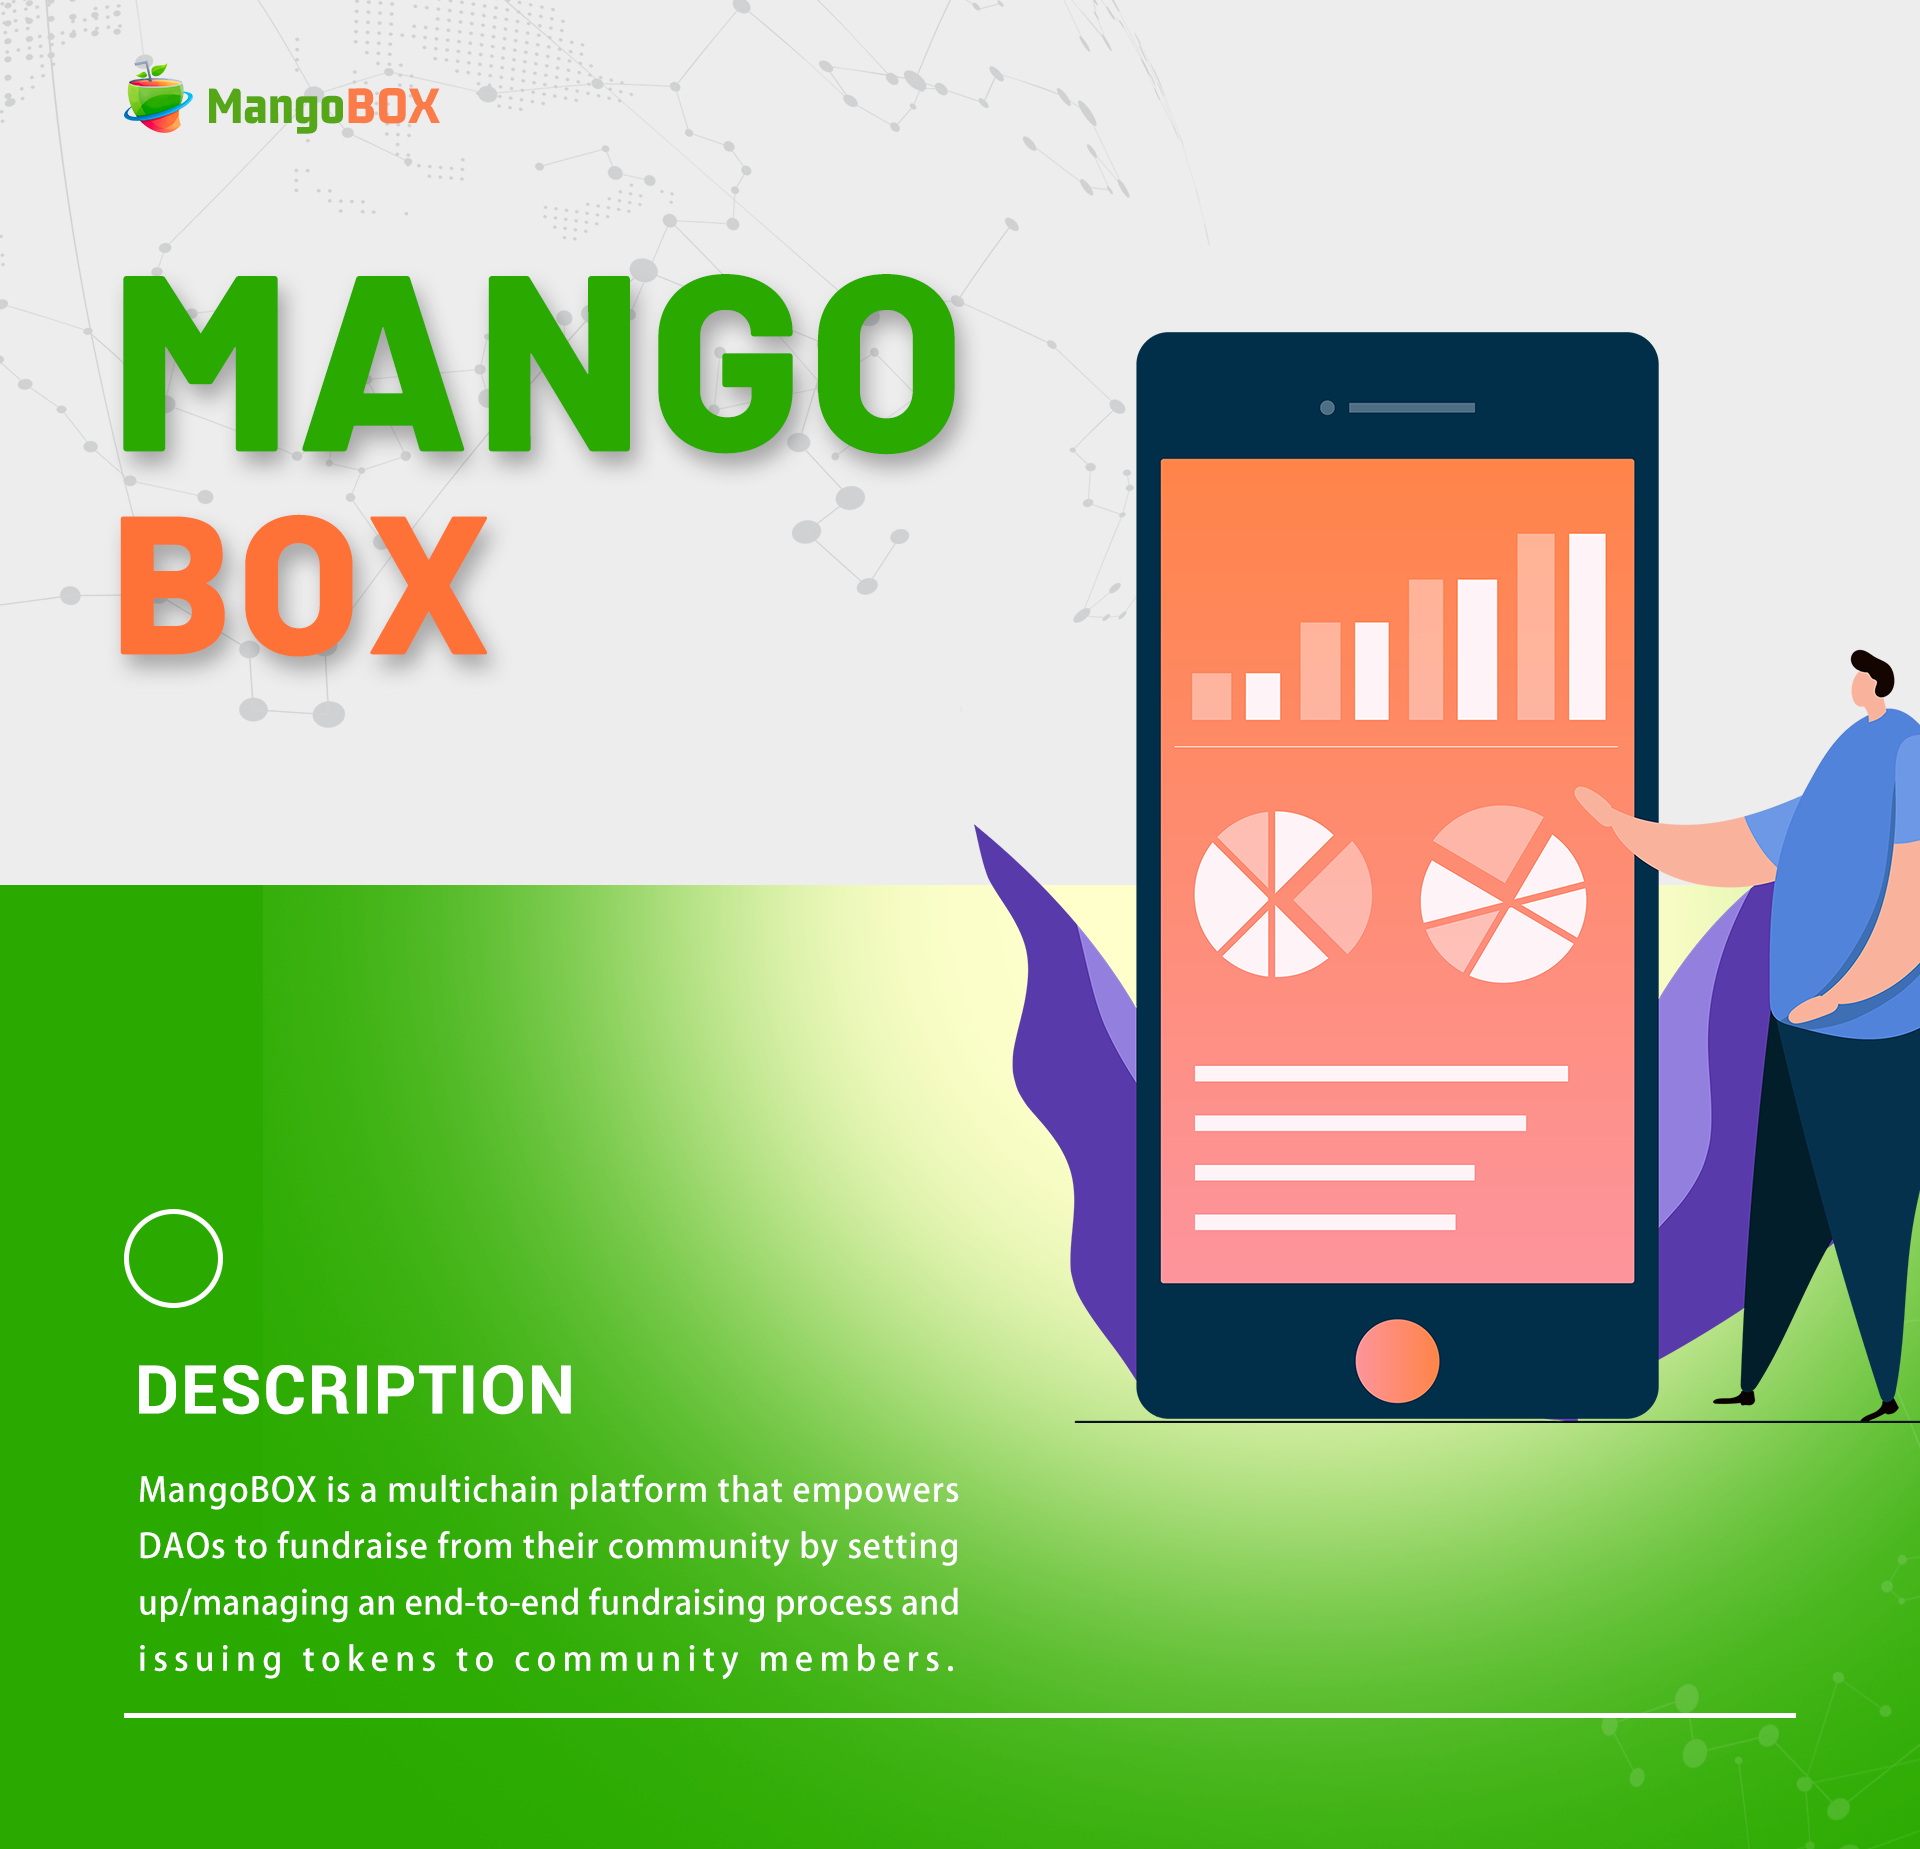 MangoBOX
MANGO
BOX
DESCRIPTION
MangoBOX is a multichain platform that empowers
DAOs to fundraise from their community by setting
up/managing an end-to-end fundraising process and
issuing tokens to community members.